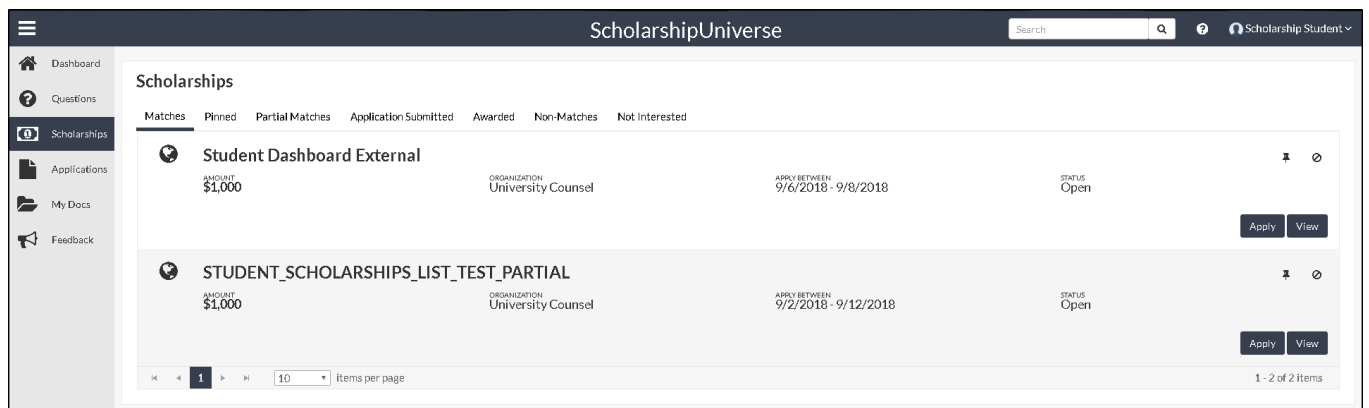 ScholarshipUniverse
Search
Scholarship Student
Dashboard
Questions
Scholarships
Applications
My Docs
Feedback
Scholarships
Matches Pinned Partial Matches Application Submitted Awarded Non-Matches Not Interested
Student Dashboard External
AMOUNT ORGANIZATION APPLY BETWEEN STATUS
$1,000 University Counsel 9/6/2018 - 9/8/2018 Open
Apply View
STUDENT_SCHOLARSHIPS_LIST_TEST_PARTIAL
AMOUNT ORGANIZATION APPLY BETWEEN STATUS
$1,000 University Counsel 9/2/2018 - 9/12/2018 Open
Apply View
1 10 items per page 1 - 2 of 2 items